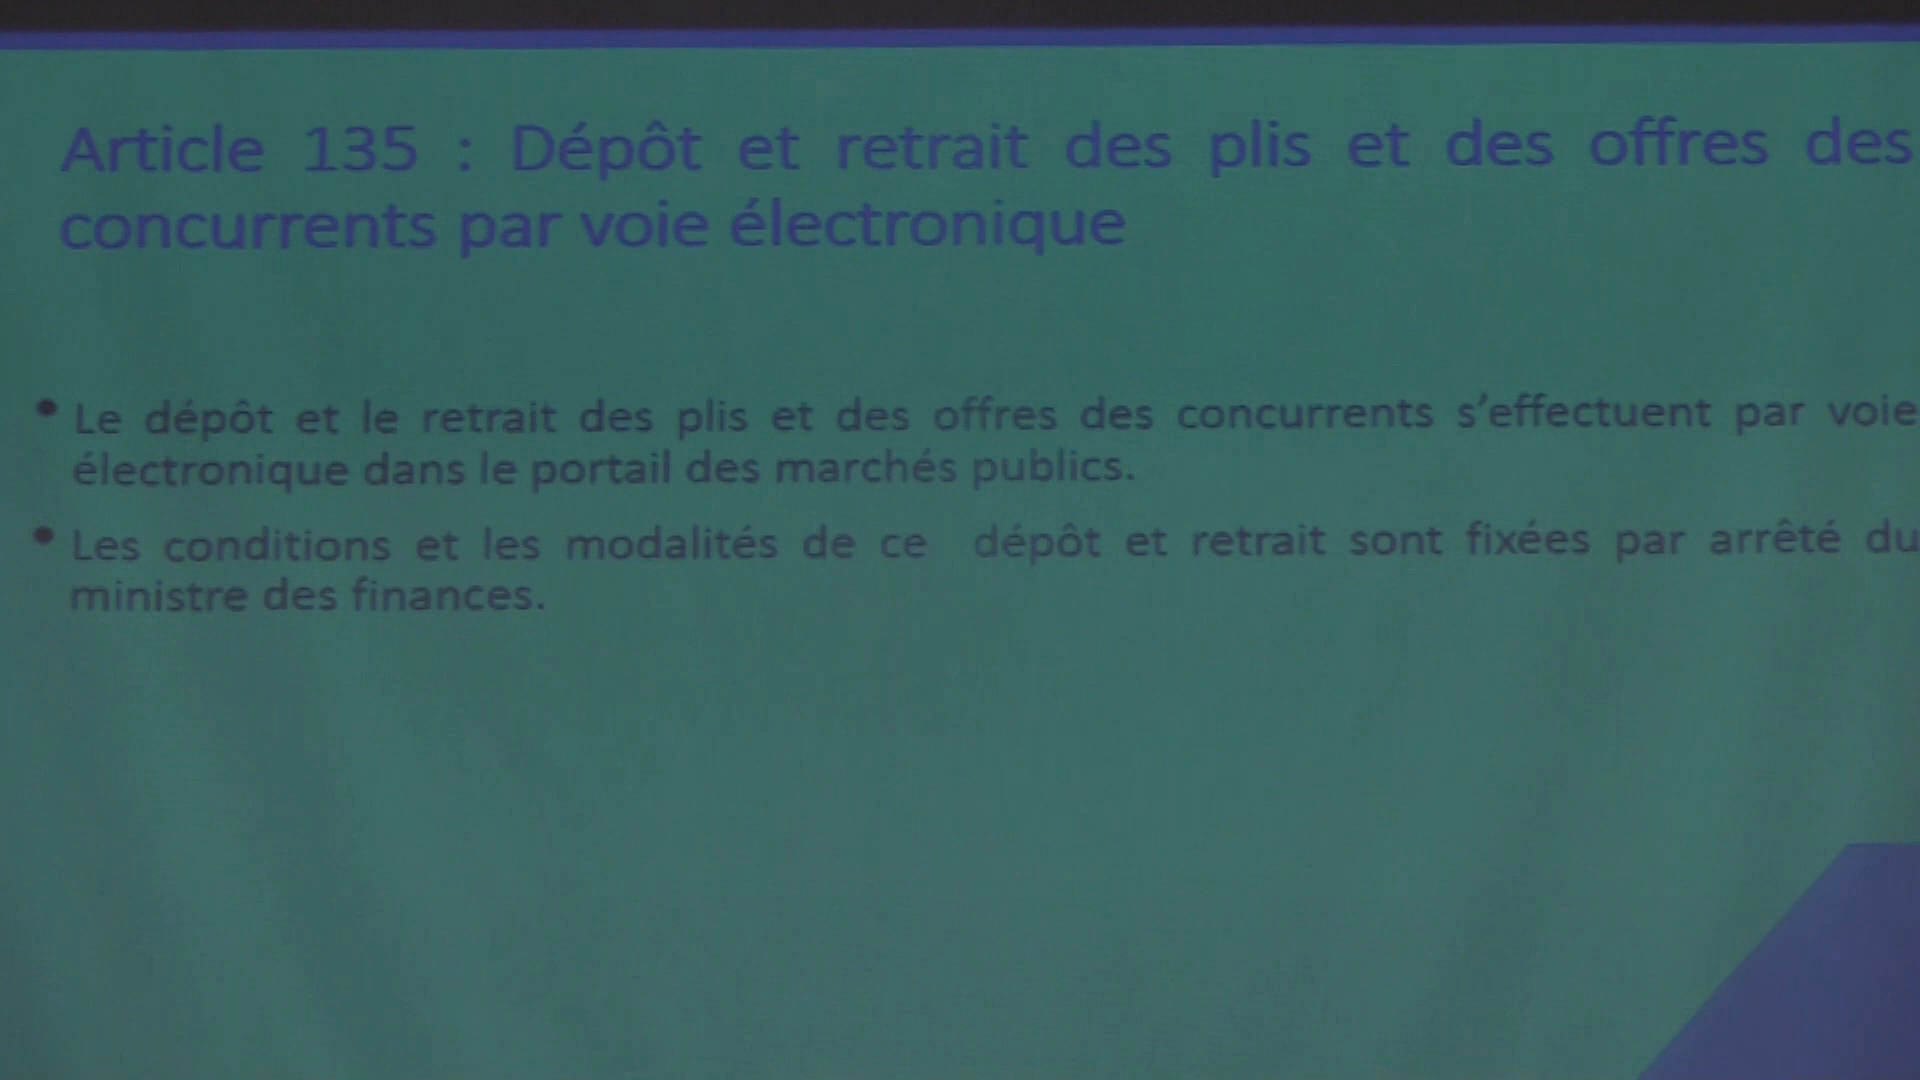 Article 135 : Dépôt et retrait des plis et des offres des
concurrents par voie électronique
• Le dépôt et le retrait des plis et des offres des concurrents s’effectuent par voie
électronique dans le portail des marchés publics.
• Les conditions et les modalités de ce dépôt et retrait sont fixées par arrêté du
ministre des finances.